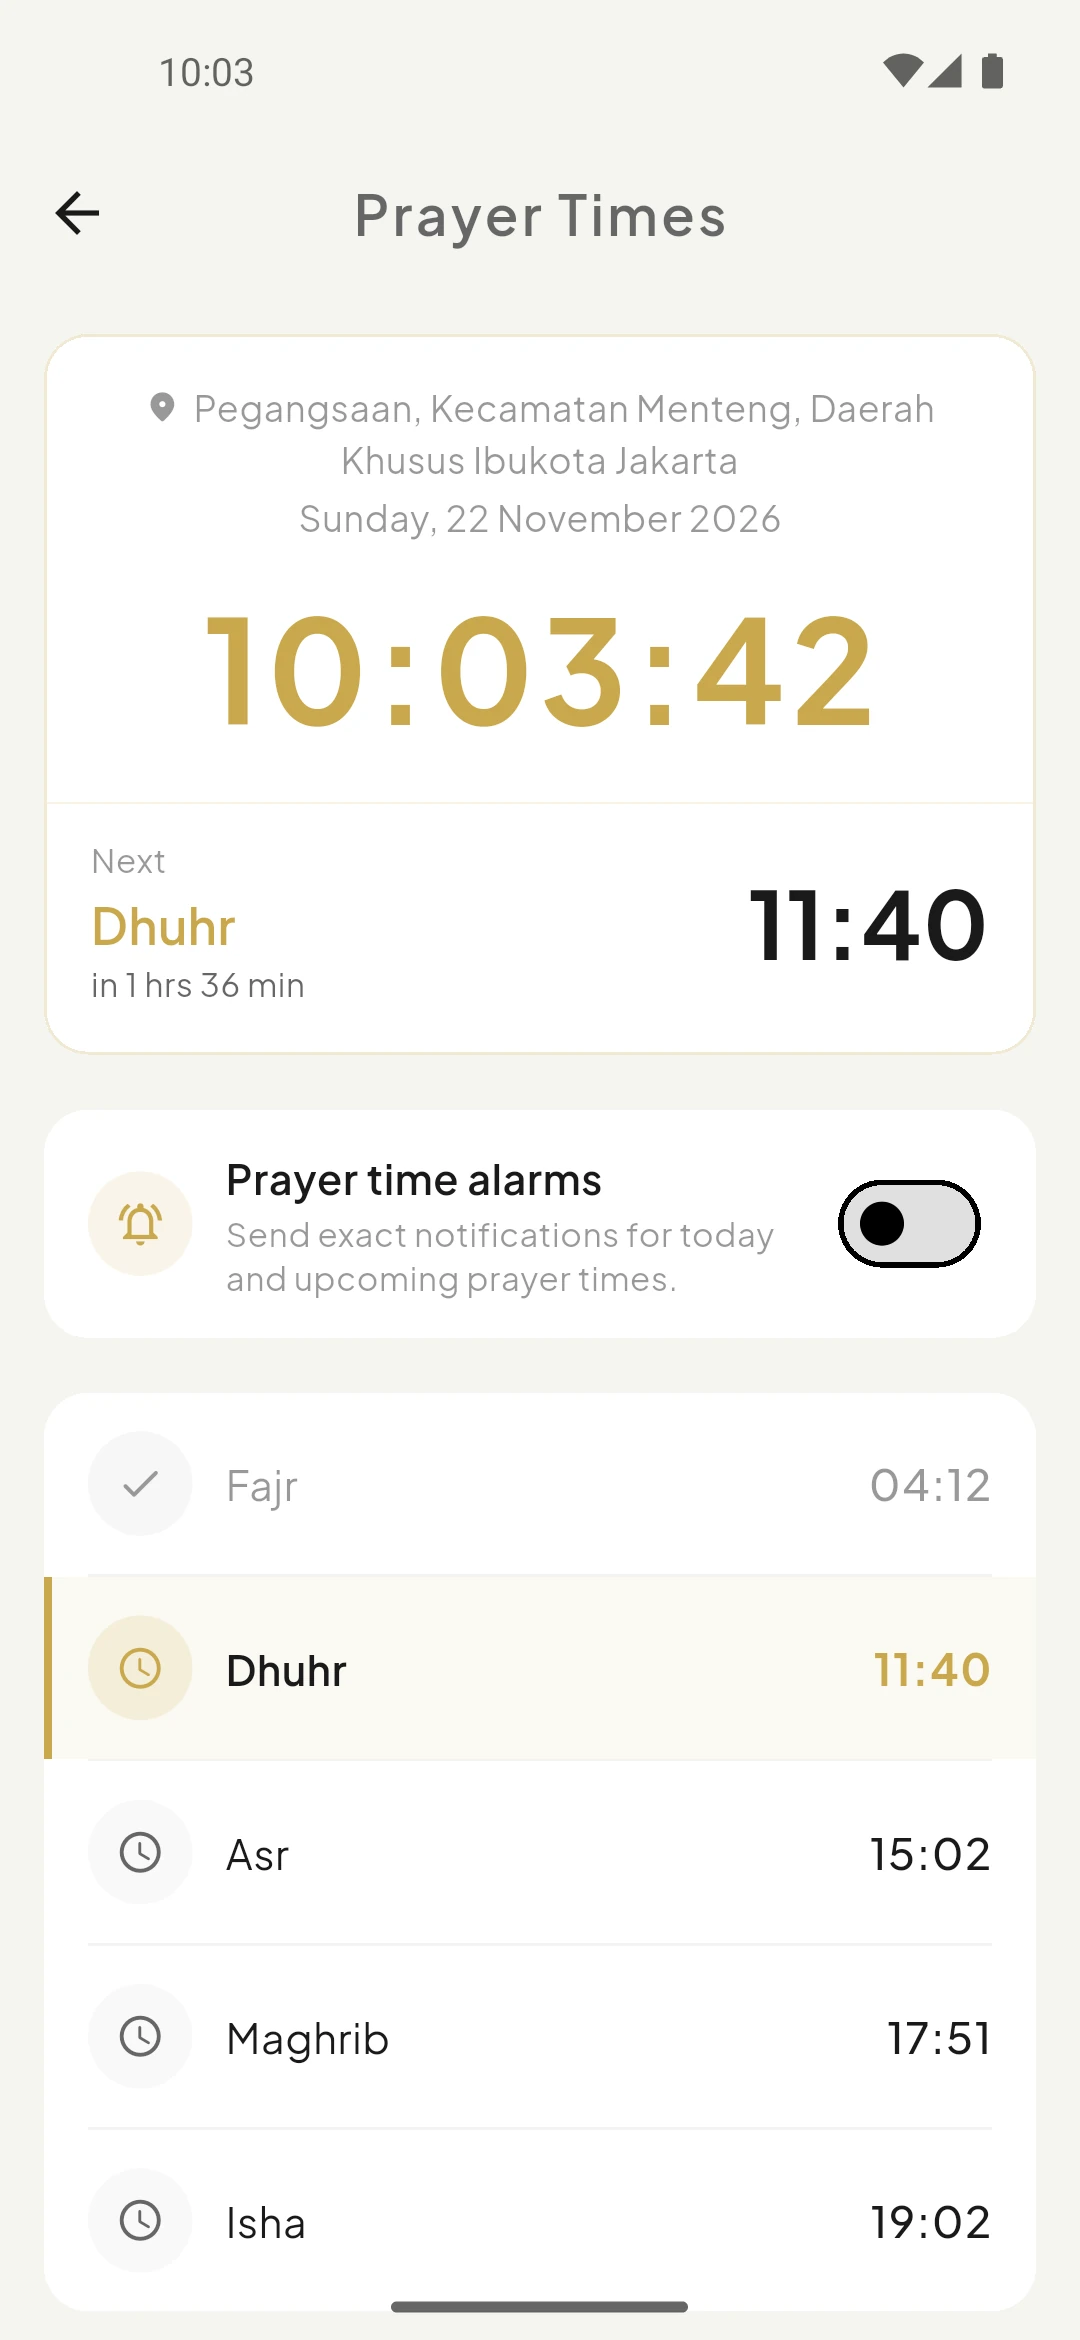 10:03
Prayer Times
Pegangsaan, Kecamatan Menteng, Daerah
Khusus Ibukota Jakarta
Sunday, 22 November 2026
10:03:42
Next
Dhuhr
in 1 hrs 36 min
11:40
Prayer time alarms
Send exact notifications for today
and upcoming prayer times.
Fajr 04:12
Dhuhr 11:40
Asr 15:02
Maghrib 17:51
Isha 19:02